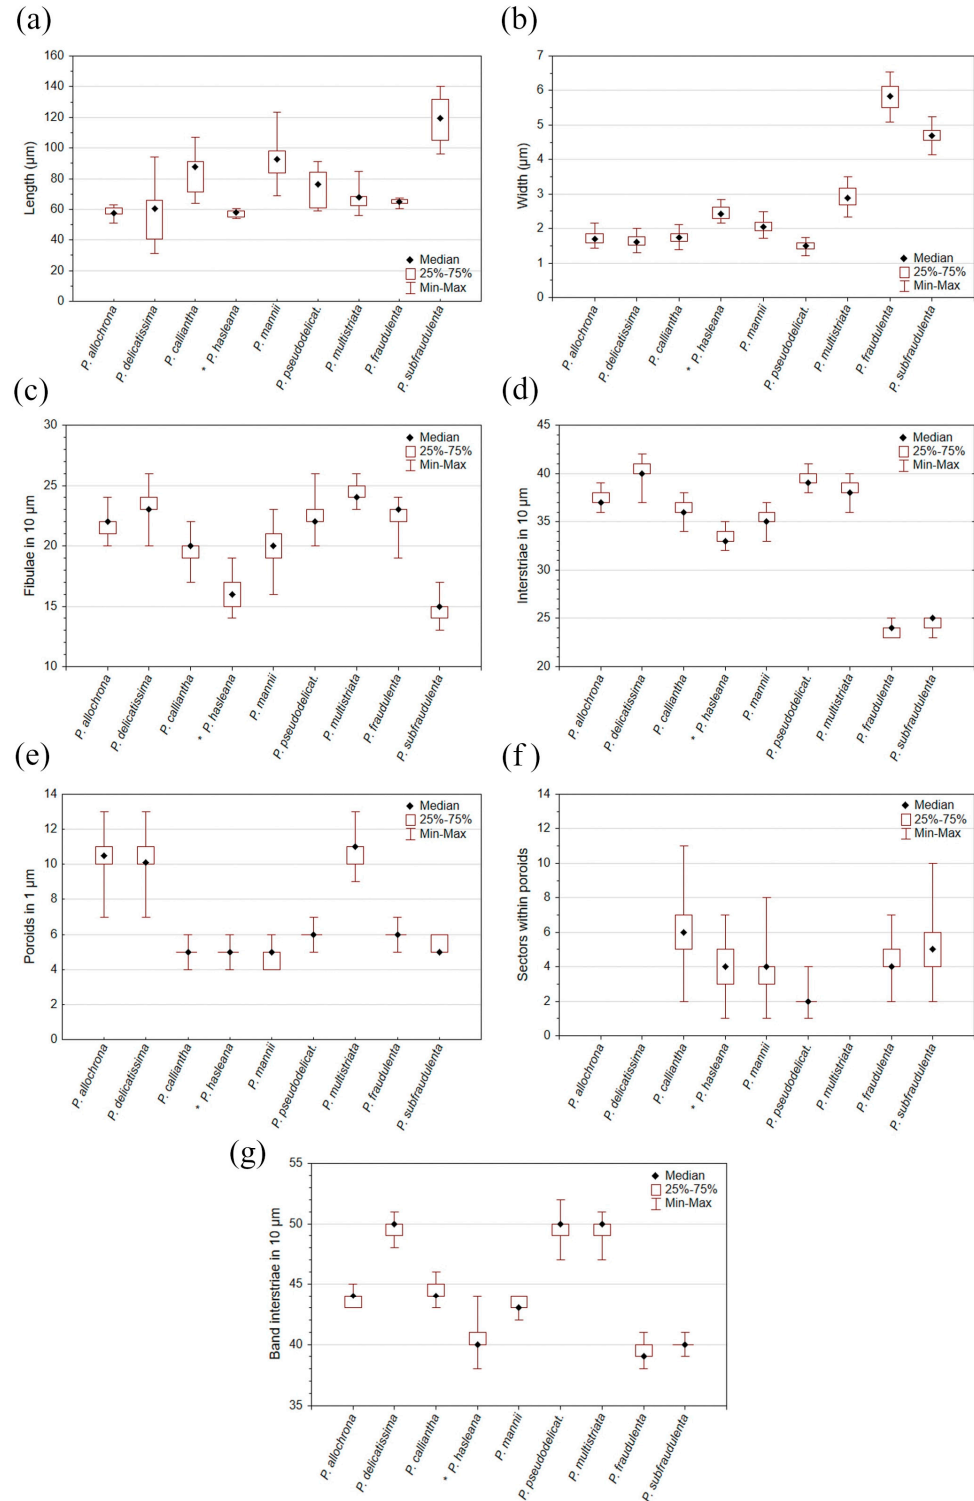 (a)
160
140
120
100
80
60
40
20
0
Length (µm)
Median
25%-75%
Min-Max
P. allochrona
P. delicatissima
P. calliantha
* P. hasleana
P. mannii
P. pseudodelicat.
P. multistriata
P. fraudulenta
P. subfraudulenta
(b)
7
6
5
4
3
2
1
0
Width (µm)
Median
25%-75%
Min-Max
P. allochrona
P. delicatissima
P. calliantha
* P. hasleana
P. mannii
P. pseudodelicat.
P. multistriata
P. fraudulenta
P. subfraudulenta
(c)
30
25
20
15
10
Fibulae in 10 µm
Median
25%-75%
Min-Max
P. allochrona
P. delicatissima
P. calliantha
* P. hasleana
P. mannii
P. pseudodelicat.
P. multistriata
P. fraudulenta
P. subfraudulenta
(d)
45
40
35
30
25
20
Interstriae in 10 µm
Median
25%-75%
Min-Max
P. allochrona
P. delicatissima
P. calliantha
* P. hasleana
P. mannii
P. pseudodelicat.
P. multistriata
P. fraudulenta
P. subfraudulenta
(e)
14
12
10
8
6
4
2
0
Poroids in 1 µm
Median
25%-75%
Min-Max
P. allochrona
P. delicatissima
P. calliantha
* P. hasleana
P. mannii
P. pseudodelicat.
P. multistriata
P. fraudulenta
P. subfraudulenta
(f)
14
12
10
8
6
4
2
0
Sectors within poroids
Median
25%-75%
Min-Max
P. allochrona
P. delicatissima
P. calliantha
* P. hasleana
P. mannii
P. pseudodelicat.
P. multistriata
P. fraudulenta
P. subfraudulenta
(g)
55
50
45
40
35
Band interstriae in 10 µm
Median
25%-75%
Min-Max
P. allochrona
P. delicatissima
P. calliantha
* P. hasleana
P. mannii
P. pseudodelicat.
P. multistriata
P. fraudulenta
P. subfraudulenta